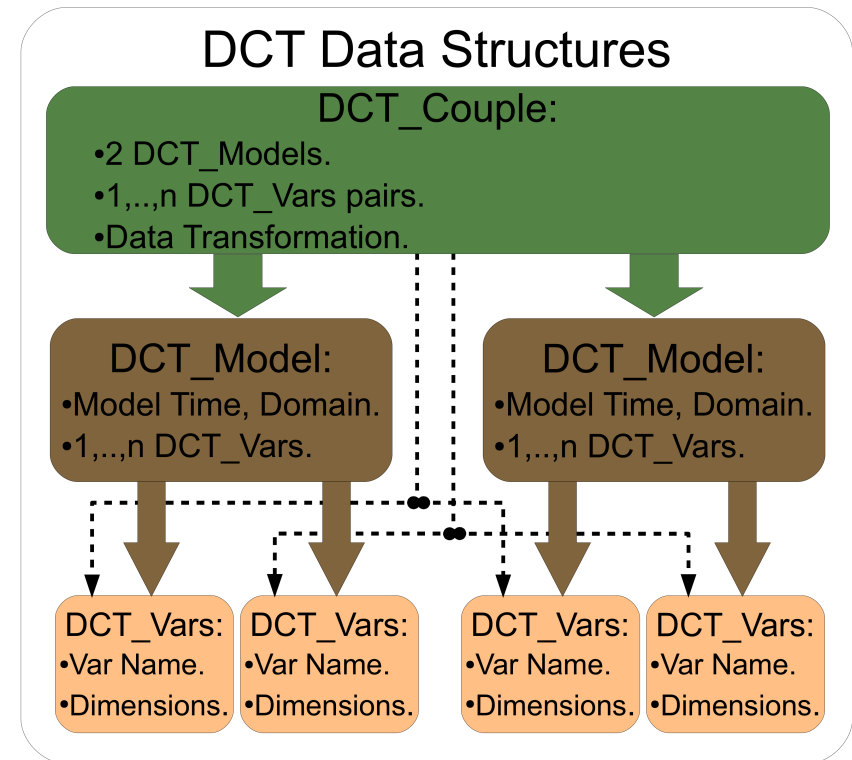 DCT Data Structures
DCT_Couple:
•2 DCT_Models.
•1,..,n DCT_Vars pairs.
•Data Transformation.
DCT_Model:
•Model Time, Domain.
•1,..,n DCT_Vars.
DCT_Model:
•Model Time, Domain.
•1,..,n DCT_Vars.
DCT_Vars:
•Var Name.
•Dimensions.
DCT_Vars:
•Var Name.
•Dimensions.
DCT_Vars:
•Var Name.
•Dimensions.
DCT_Vars:
•Var Name.
•Dimensions.